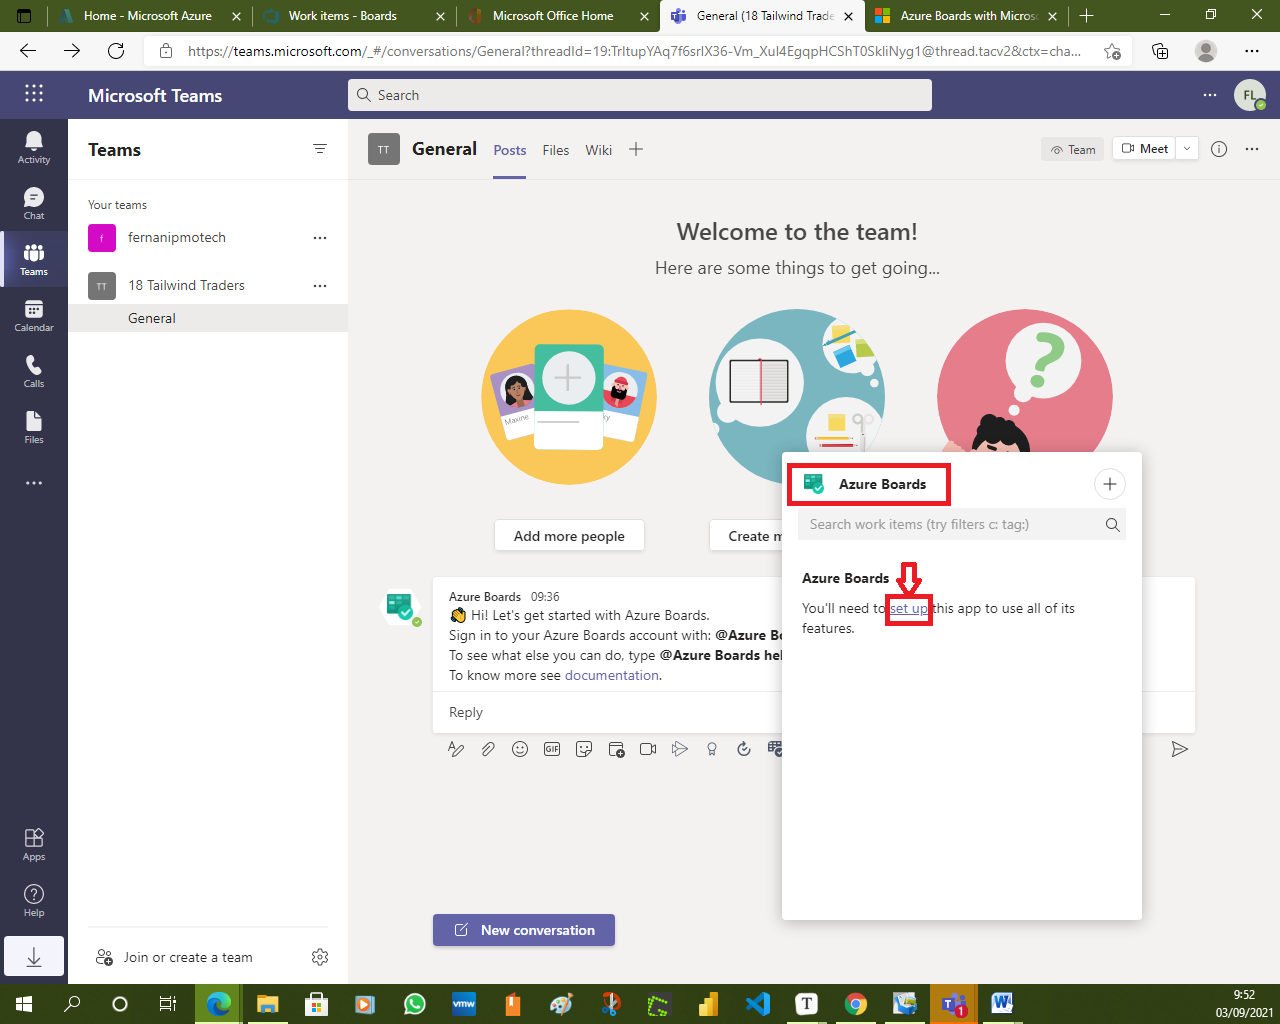 Home - Microsoft Azure
Work items - Boards
Microsoft Office Home
General (18 Tailwind Trade
Azure Boards with Micros
https://teams.microsoft.com/_#/conversations/General?threadId=19:TrItupYAq7f6srIX36-Vm_Xul4EgqpHCShT0SkIiNyg1@thread.tacv2&ctx=cha...
Microsoft Teams
Search
FL
Activity
Chat
Teams
Calendar
Calls
Files
Apps
Help
Teams
Your teams
f
fernanipmotech
TT
18 Tailwind Traders
General
Join or create a team
TT
General
Posts
Files
Wiki
Team
Meet
Welcome to the team!
Here are some things to get going...
Maxine
Add more people
Create m
Azure Boards 09:36
Hi! Let's get started with Azure Boards.
Sign in to your Azure Boards account with: @Azure Bo
To see what else you can do, type @Azure Boards hel
To know more see documentation.
Reply
GIF
New conversation
Azure Boards
Search work items (try filters c: tag:)
Azure Boards
You'll need to set up this app to use all of its
features.
vmw
T
1
W
9:52
03/09/2021